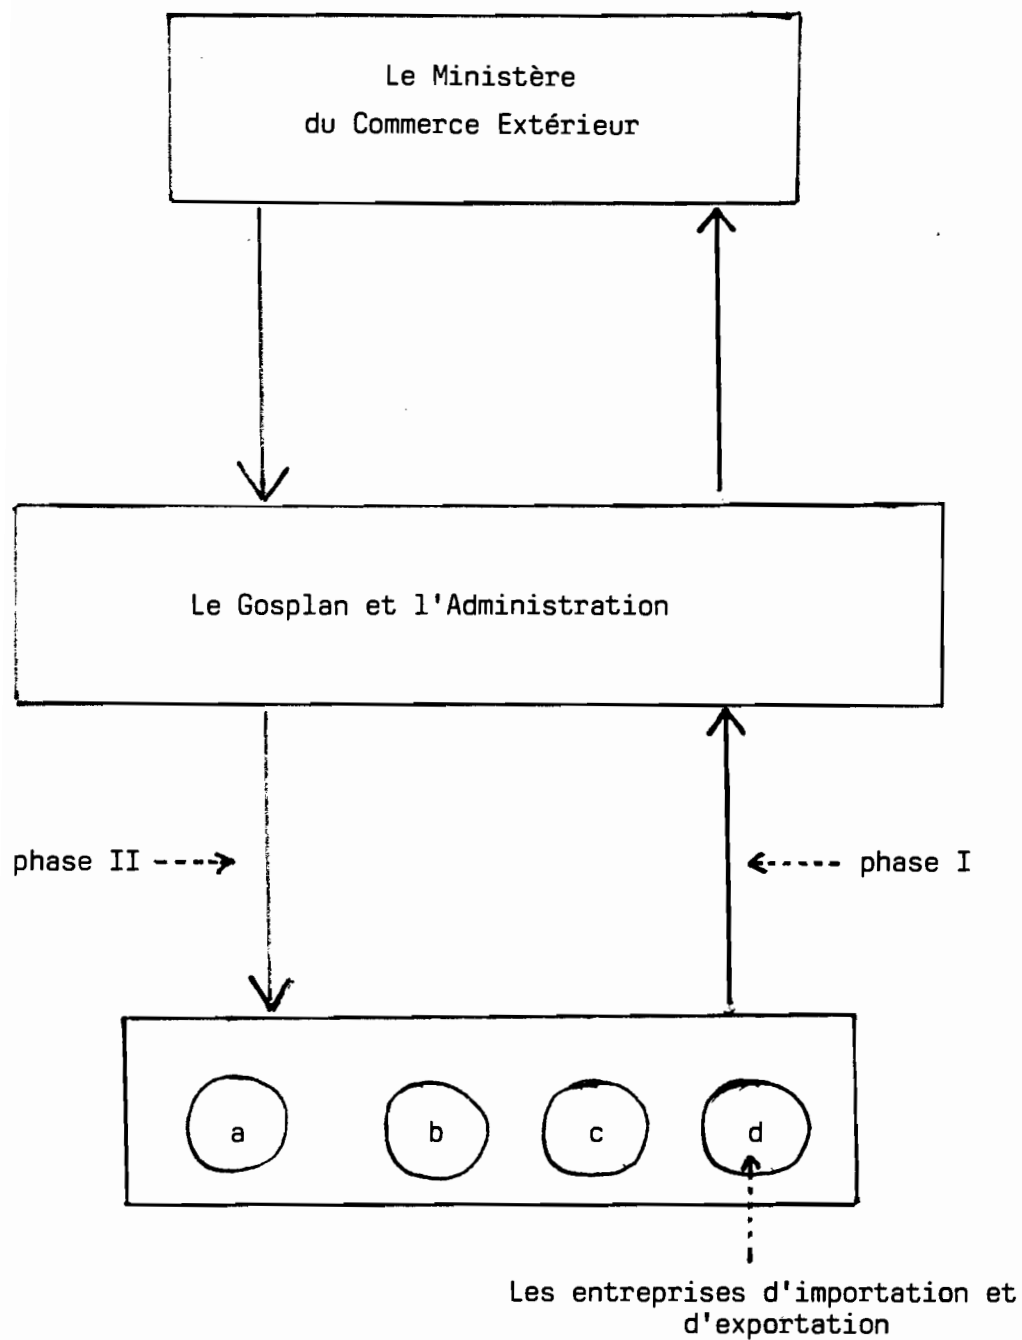 Le Ministère
du Commerce Extérieur
Le Gosplan et l'Administration
phase II
phase I
a
b
c
d
Les entreprises d'importation et
d'exportation